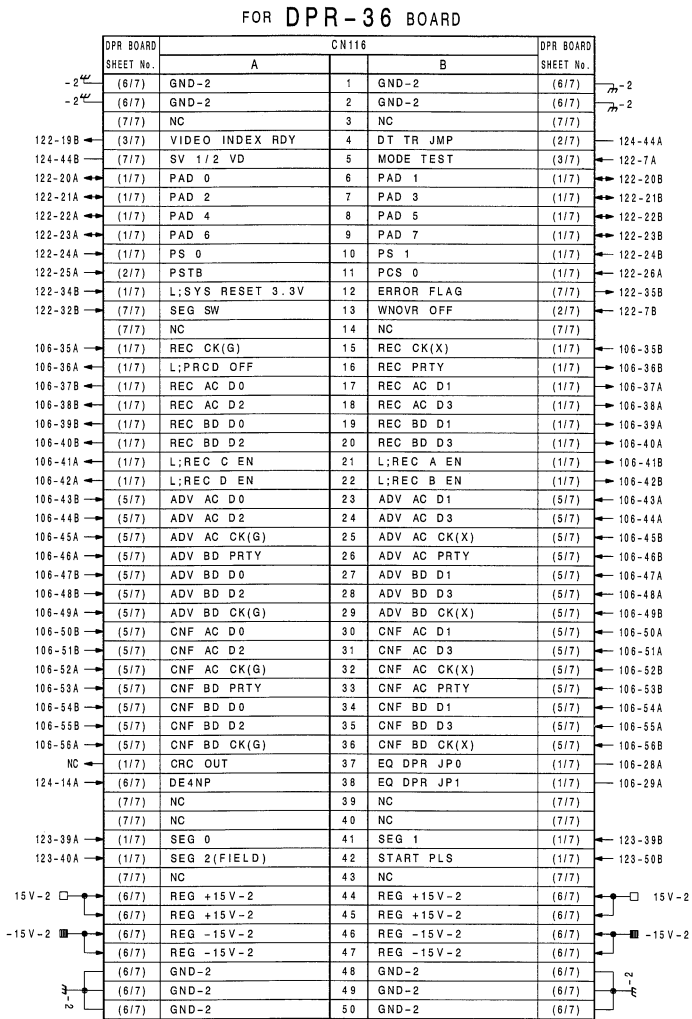 FOR DPR-36 BOARD
DPR BOARD CN116 DPR BOARD
SHEET No. A B SHEET No.
-2 (6/7) GND-2 1 GND-2 (6/7) -2
-2 (6/7) GND-2 2 GND-2 (6/7) -2
(7/7) NC 3 NC (7/7)
122-19B (3/7) VIDEO INDEX RDY 4 DT TR JMP (2/7) 124-44A
124-44B (7/7) SV 1/2 VD 5 MODE TEST (3/7) 122-7A
122-20A (1/7) PAD 0 6 PAD 1 (1/7) 122-20B
122-21A (1/7) PAD 2 7 PAD 3 (1/7) 122-21B
122-22A (1/7) PAD 4 8 PAD 5 (1/7) 122-22B
122-23A (1/7) PAD 6 9 PAD 7 (1/7) 122-23B
122-24A (1/7) PS 0 10 PS 1 (1/7) 122-24B
122-25A (2/7) PSTB 11 PCS 0 (1/7) 122-26A
122-34B (1/7) L;SYS RESET 3.3V 12 ERROR FLAG (7/7) 122-35B
122-32B (7/7) SEG SW 13 WNOVR OFF (2/7) 122-7B
(7/7) NC 14 NC (7/7)
106-35A (1/7) REC CK(G) 15 REC CK(X) (1/7) 106-35B
106-36A (1/7) L;PRCD OFF 16 REC PRTY (1/7) 106-36B
106-37B (1/7) REC AC D0 17 REC AC D1 (1/7) 106-37A
106-38B (1/7) REC AC D2 18 REC AC D3 (1/7) 106-38A
106-39B (1/7) REC BD D0 19 REC BD D1 (1/7) 106-39A
106-40B (1/7) REC BD D2 20 REC BD D3 (1/7) 106-40A
106-41A (1/7) L;REC C EN 21 L;REC A EN (1/7) 106-41B
106-42A (1/7) L;REC D EN 22 L;REC B EN (1/7) 106-42B
106-43B (5/7) ADV AC D0 23 ADV AC D1 (5/7) 106-43A
106-44B (5/7) ADV AC D2 24 ADV AC D3 (5/7) 106-44A
106-45A (5/7) ADV AC CK(G) 25 ADV AC CK(X) (5/7) 106-45B
106-46A (5/7) ADV BD PRTY 26 ADV AC PRTY (5/7) 106-46B
106-47B (5/7) ADV BD D0 27 ADV BD D1 (5/7) 106-47A
106-48B (5/7) ADV BD D2 28 ADV BD D3 (5/7) 106-48A
106-49A (5/7) ADV BD CK(G) 29 ADV BD CK(X) (5/7) 106-49B
106-50B (5/7) CNF AC D0 30 CNF AC D1 (5/7) 106-50A
106-51B (5/7) CNF AC D2 31 CNF AC D3 (5/7) 106-51A
106-52A (5/7) CNF AC CK(G) 32 CNF AC CK(X) (5/7) 106-52B
106-53A (5/7) CNF BD PRTY 33 CNF AC PRTY (5/7) 106-53B
106-54B (5/7) CNF BD D0 34 CNF BD D1 (5/7) 106-54A
106-55B (5/7) CNF BD D2 35 CNF BD D3 (5/7) 106-55A
106-56A (5/7) CNF BD CK(G) 36 CNF BD CK(X) (5/7) 106-56B
NC (1/7) CRC OUT 37 EQ DPR JP0 (1/7) 106-28A
124-14A (6/7) DE4NP 38 EQ DPR JP1 (1/7) 106-29A
(7/7) NC 39 NC (7/7)
(7/7) NC 40 NC (7/7)
123-39A (1/7) SEG 0 41 SEG 1 (1/7) 123-39B
123-40A (1/7) SEG 2(FIELD) 42 START PLS (1/7) 123-50B
(7/7) NC 43 NC (7/7)
15V-2 (6/7) REG +15V-2 44 REG +15V-2 (6/7) 15V-2
(6/7) REG +15V-2 45 REG +15V-2 (6/7)
-15V-2 (6/7) REG -15V-2 46 REG -15V-2 (6/7) -15V-2
(6/7) REG -15V-2 47 REG -15V-2 (6/7)
(6/7) GND-2 48 GND-2 (6/7)
-2 (6/7) GND-2 49 GND-2 (6/7) -2
(6/7) GND-2 50 GND-2 (6/7)